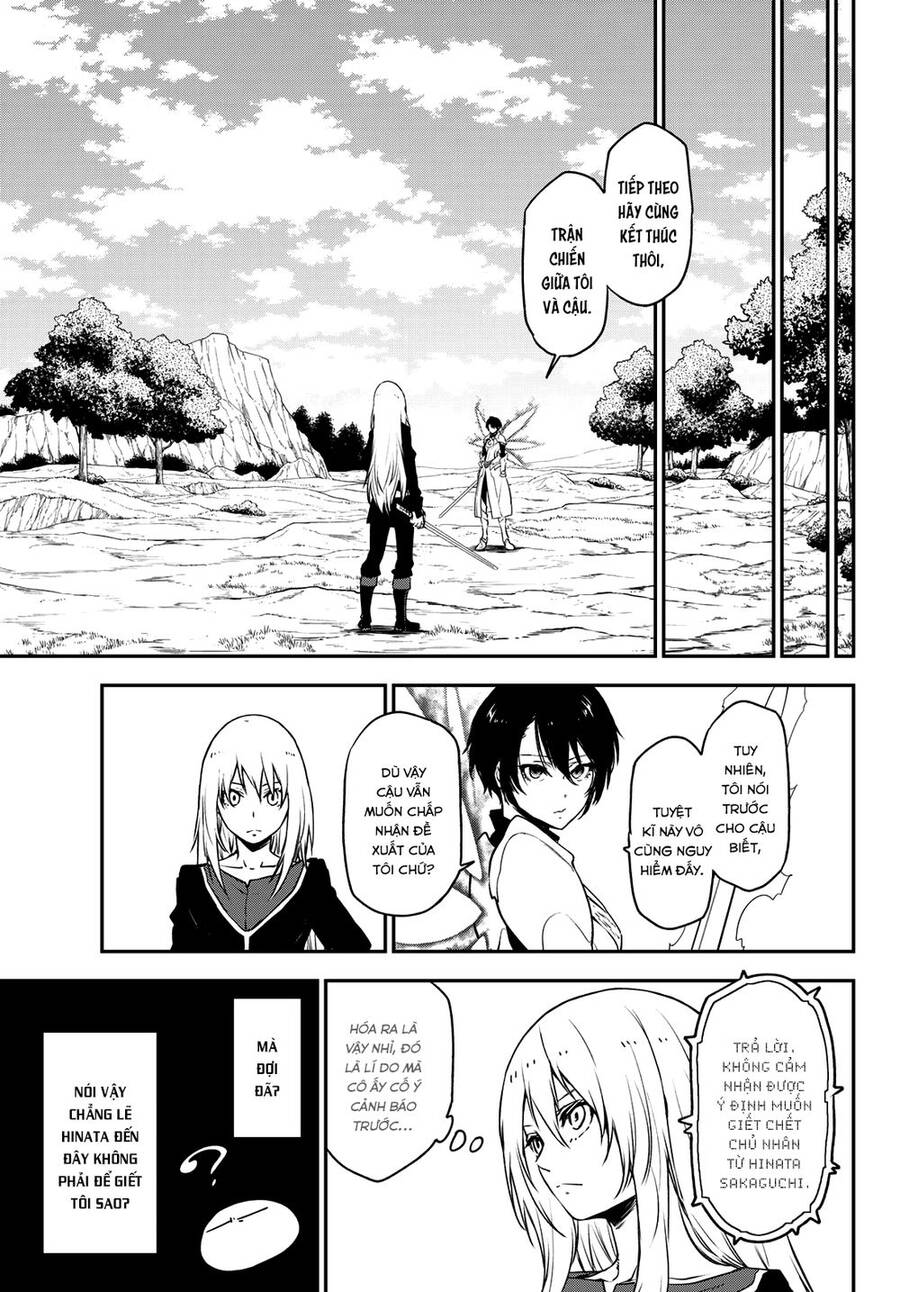 TIẾP THEO
HÃY CÙNG
KẾT THÚC
THÔI,
TRẬN
CHIẾN
GIỮA TÔI
VÀ CẬU.
TUY
NHIÊN,
TÔI NÓI
TRƯỚC
CHO CẬU
BIẾT,
TUYỆT
KĨ NÀY VÔ
CÙNG NGUY
HIỂM ĐẤY.
DÙ VẬY
CẬU VẪN
MUỐN CHẤP
NHẬN ĐỀ
XUẤT CỦA
TÔI CHỨ?
TRẢ LỜI.
KHÔNG CẢM
NHẬN ĐƯỢC
Ý ĐỊNH MUỐN
GIẾT CHẾT
CHỦ NHÂN
TỪ HINATA
SAKAGUCHI.
HÓA RA LÀ
VẬY NHỈ, ĐÓ
LÀ LÍ DO MÀ
CÔ ẤY CỐ Ý
CẢNH BÁO
TRƯỚC...
MÀ
ĐỢI
ĐÃ?
NÓI VẬY
CHẲNG LẼ
HINATA ĐẾN
ĐÂY KHÔNG
PHẢI ĐỂ GIẾT
TÔI SAO?
?